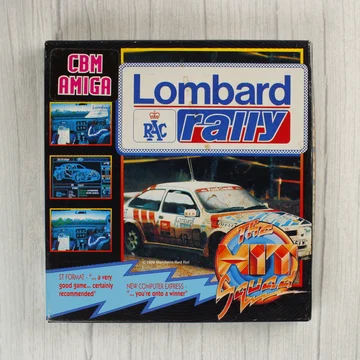 CBM
AMIGA
Lombard
RAC
rally
The
Hit
Squad
ST FORMAT - "... a very
good game... certainly
recommended"
NEW COMPUTER EXPRESS -
"... you're onto a winner"